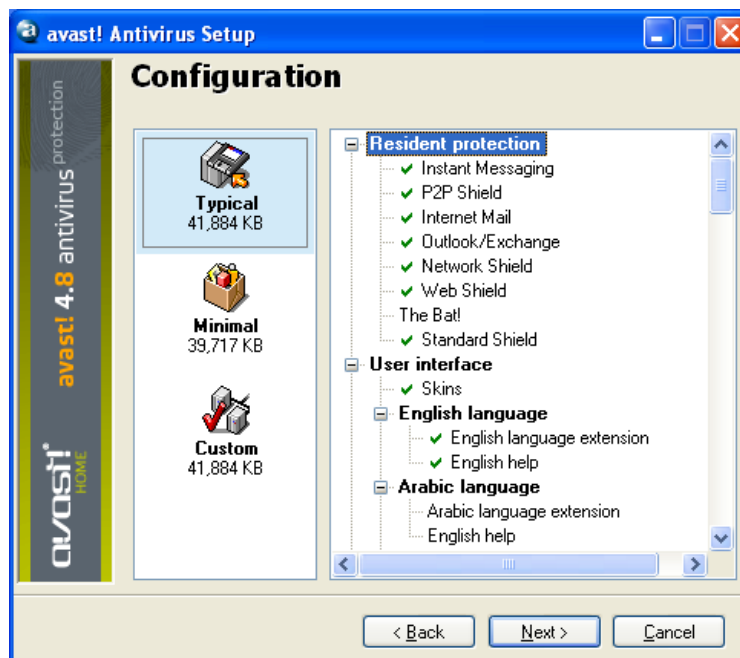 avast! Antivirus Setup
Configuration
avast! 4.8 antivirus protection
avast!
HOME
Typical
41,884 KB
Minimal
39,717 KB
Custom
41,884 KB
Resident protection
Instant Messaging
P2P Shield
Internet Mail
Outlook/Exchange
Network Shield
Web Shield
The Bat!
Standard Shield
User interface
Skins
English language
English language extension
English help
Arabic language
Arabic language extension
English help
< Back
Next >
Cancel